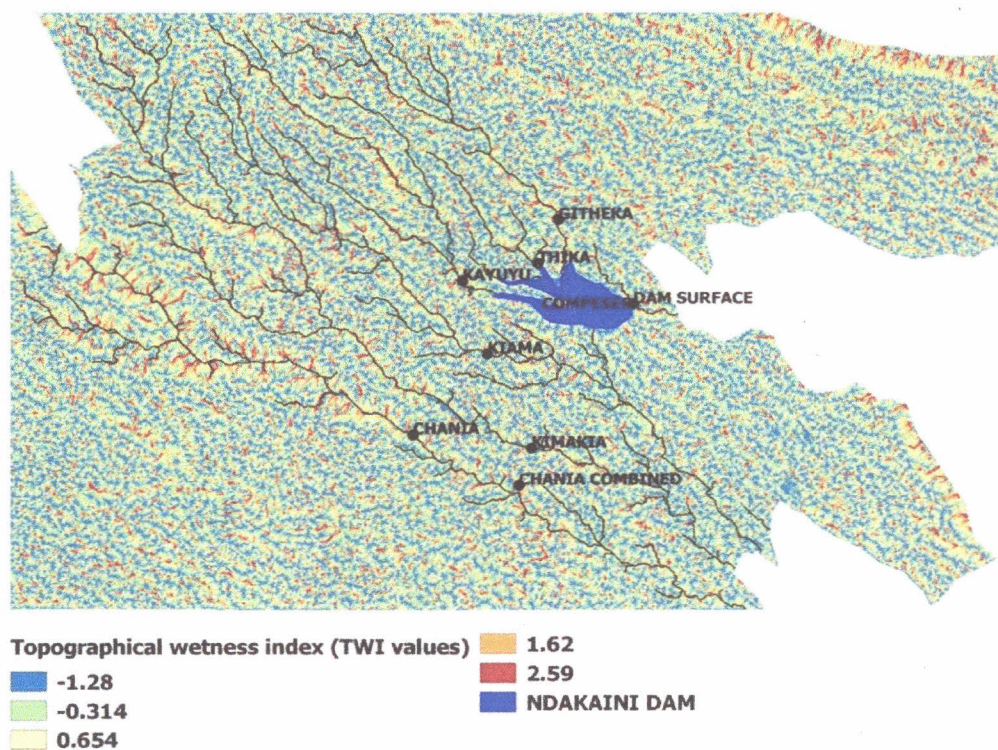 GITHEKA
THIKA
KAYUYU
DAM SURFACE
KIAMA
CHANIA
KIMAKIA
CHANIA COMBINED
Topographical wetness index (TWI values)
-1.28
-0.314
0.654
1.62
2.59
NDAKAINI DAM